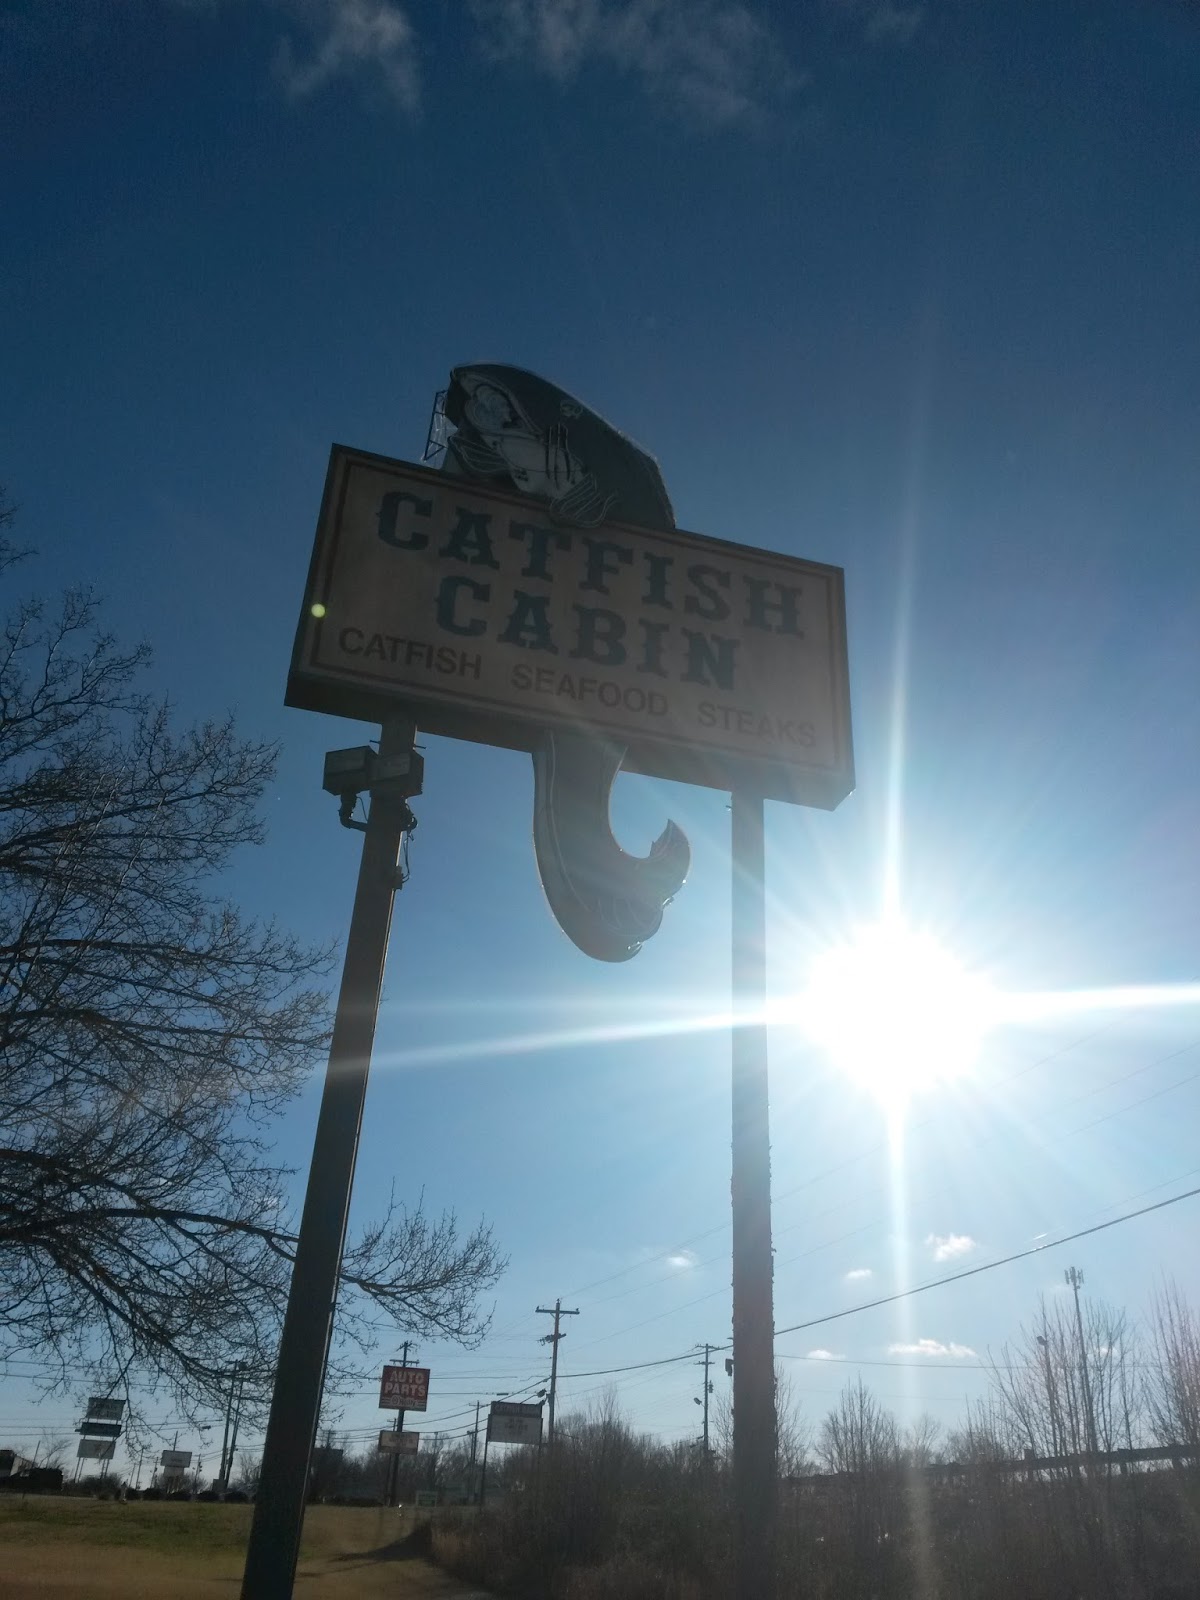 CATFISH
CABIN
CATFISH SEAFOOD STEAKS
AUTO
PARTS